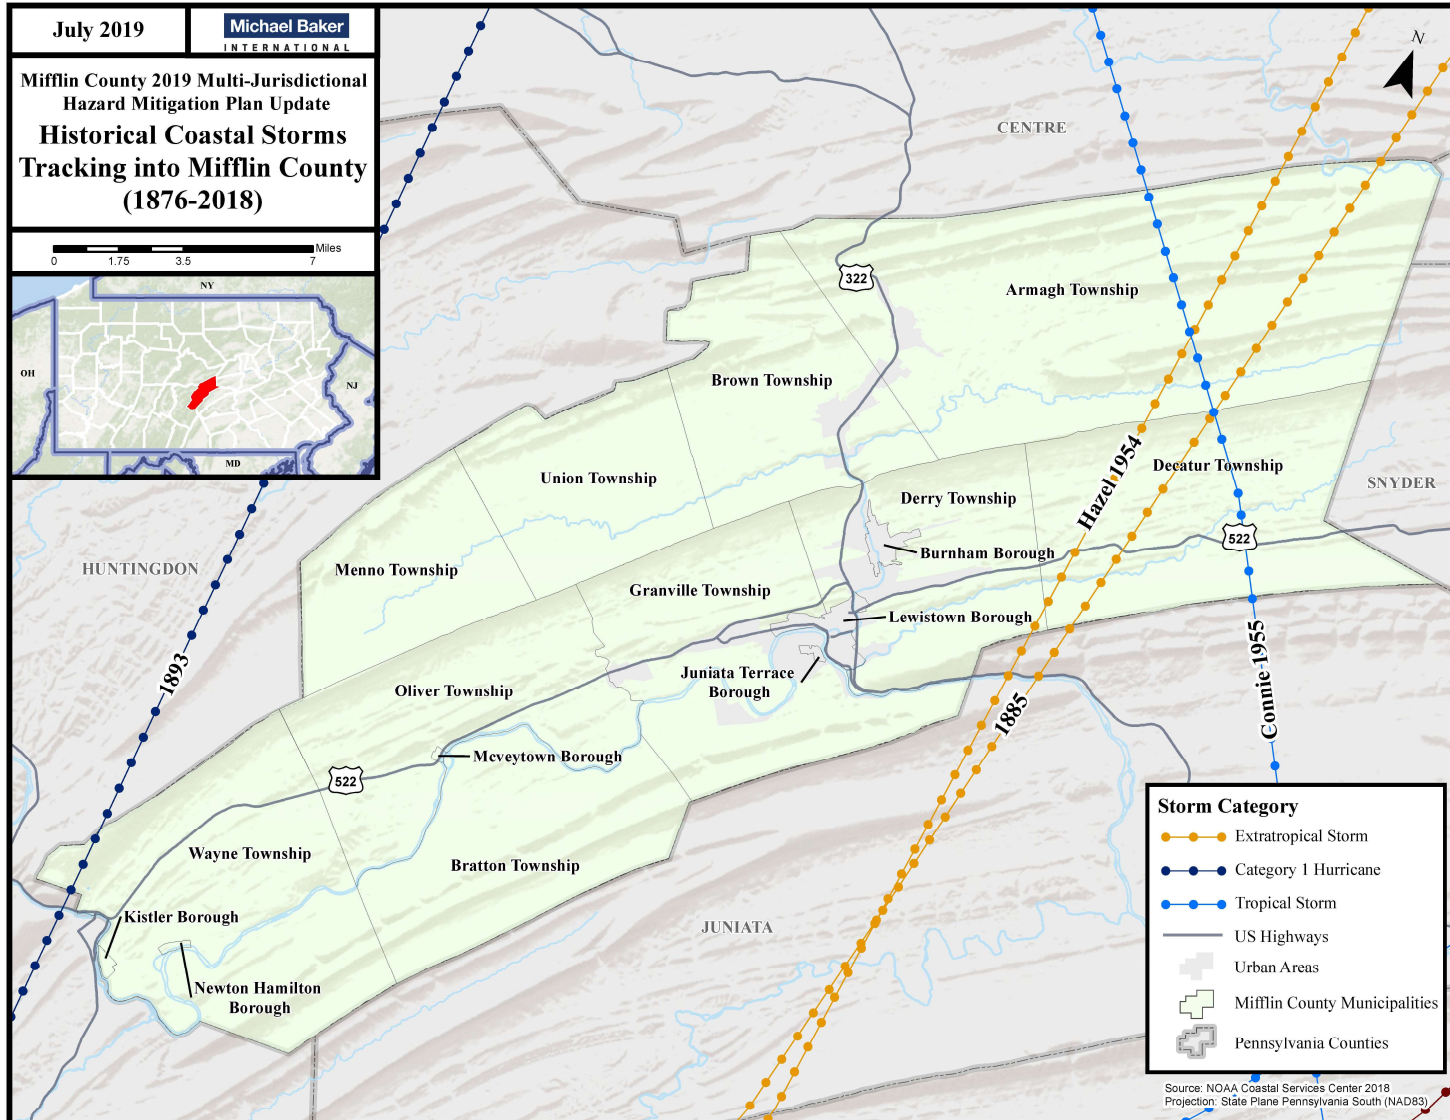 July 2019
Michael Baker
INTERNATIONAL
Mifflin County 2019 Multi-Jurisdictional
Hazard Mitigation Plan Update
Historical Coastal Storms
Tracking into Mifflin County
(1876-2018)
Miles
0 1.75 3.5 7
NY
OH
NJ
MD
N
CENTRE
322
Armagh Township
Brown Township
Union Township
Derry Township
Decatur Township
SNYDER
Hazel 1954
522
HUNTINGDON
Menno Township
Burnham Borough
Granville Township
Lewistown Borough
1893
Oliver Township
Juniata Terrace
Borough
Connie 1955
1885
Mcveytown Borough
522
Wayne Township
Bratton Township
Kistler Borough
JUNIATA
Newton Hamilton
Borough
Storm Category
Extratropical Storm
Category 1 Hurricane
Tropical Storm
US Highways
Urban Areas
Mifflin County Municipalities
Pennsylvania Counties
Source: NOAA Coastal Services Center 2018
Projection: State Plane Pennsylvania South (NAD83)